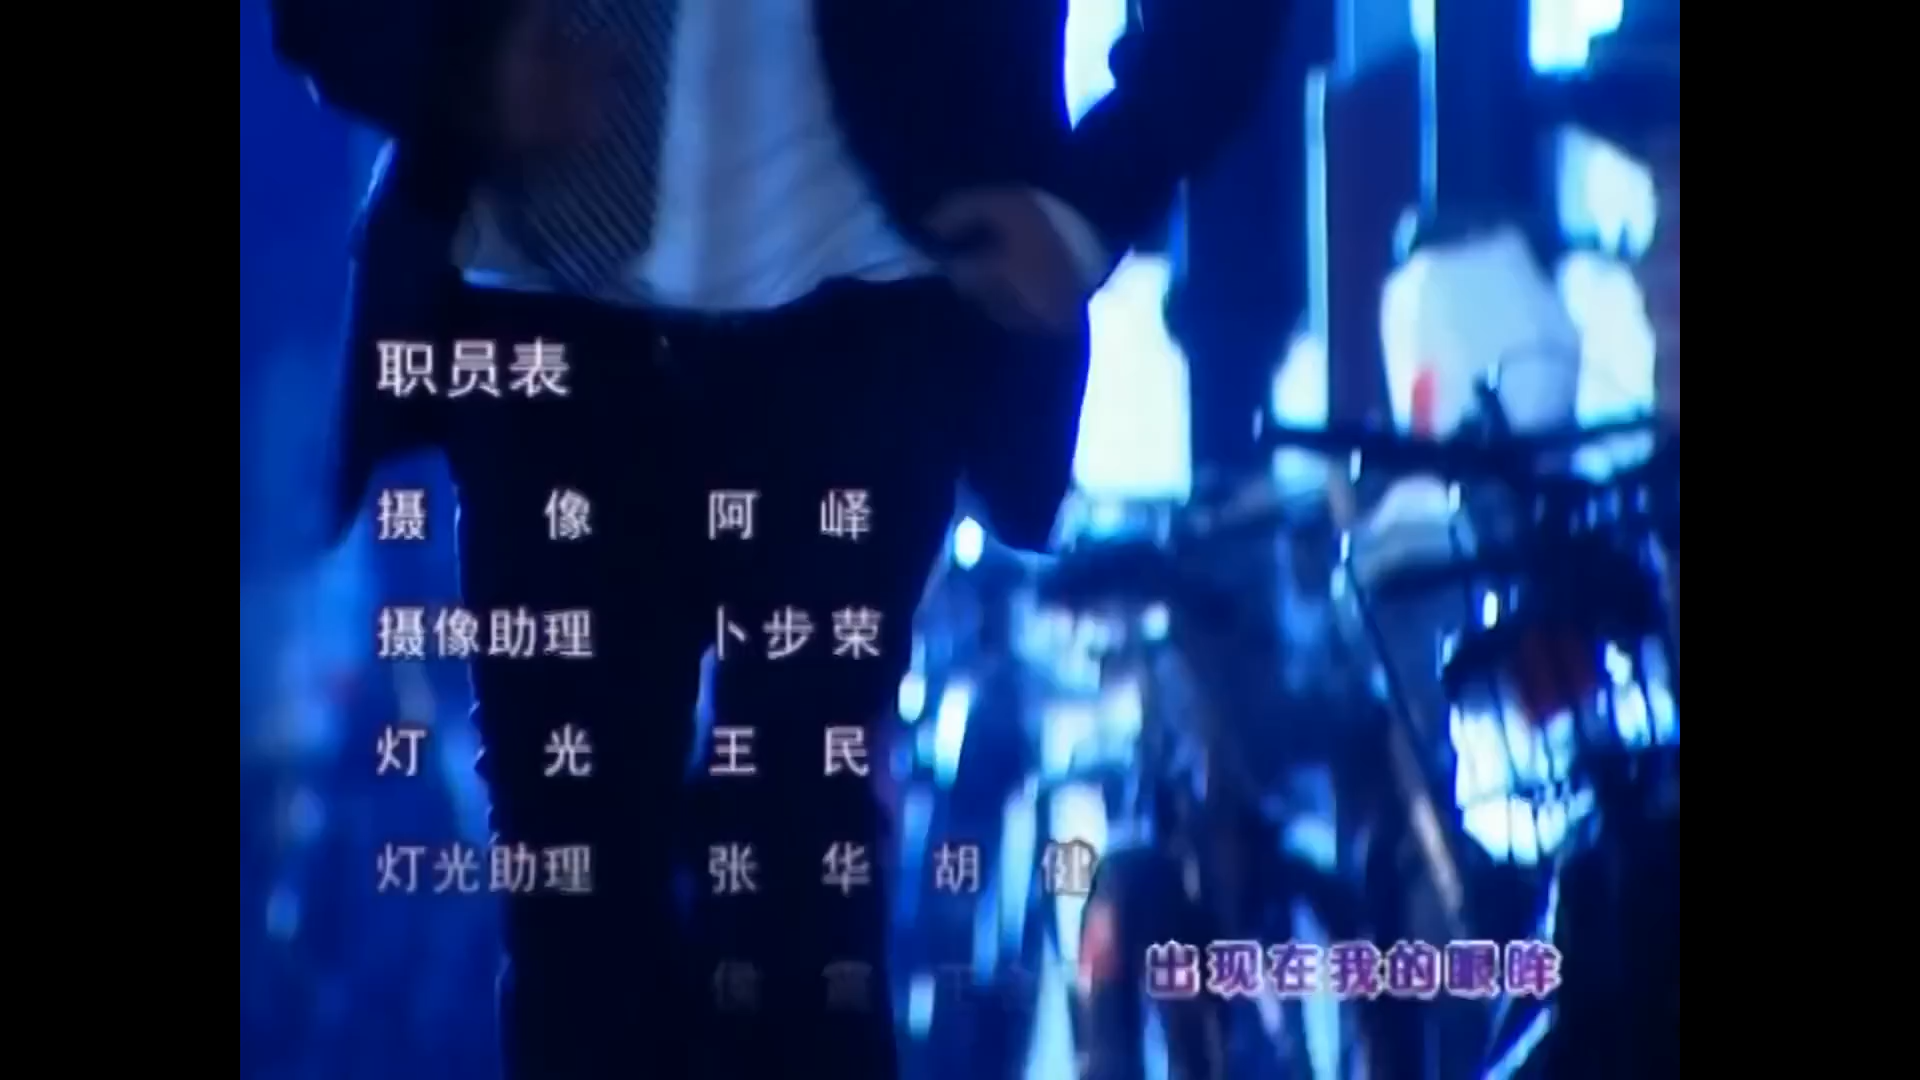 职员表
摄像 阿峄
摄像助理 卜步荣
灯光 王民
灯光助理 张华 胡健
出现在我的眼眸